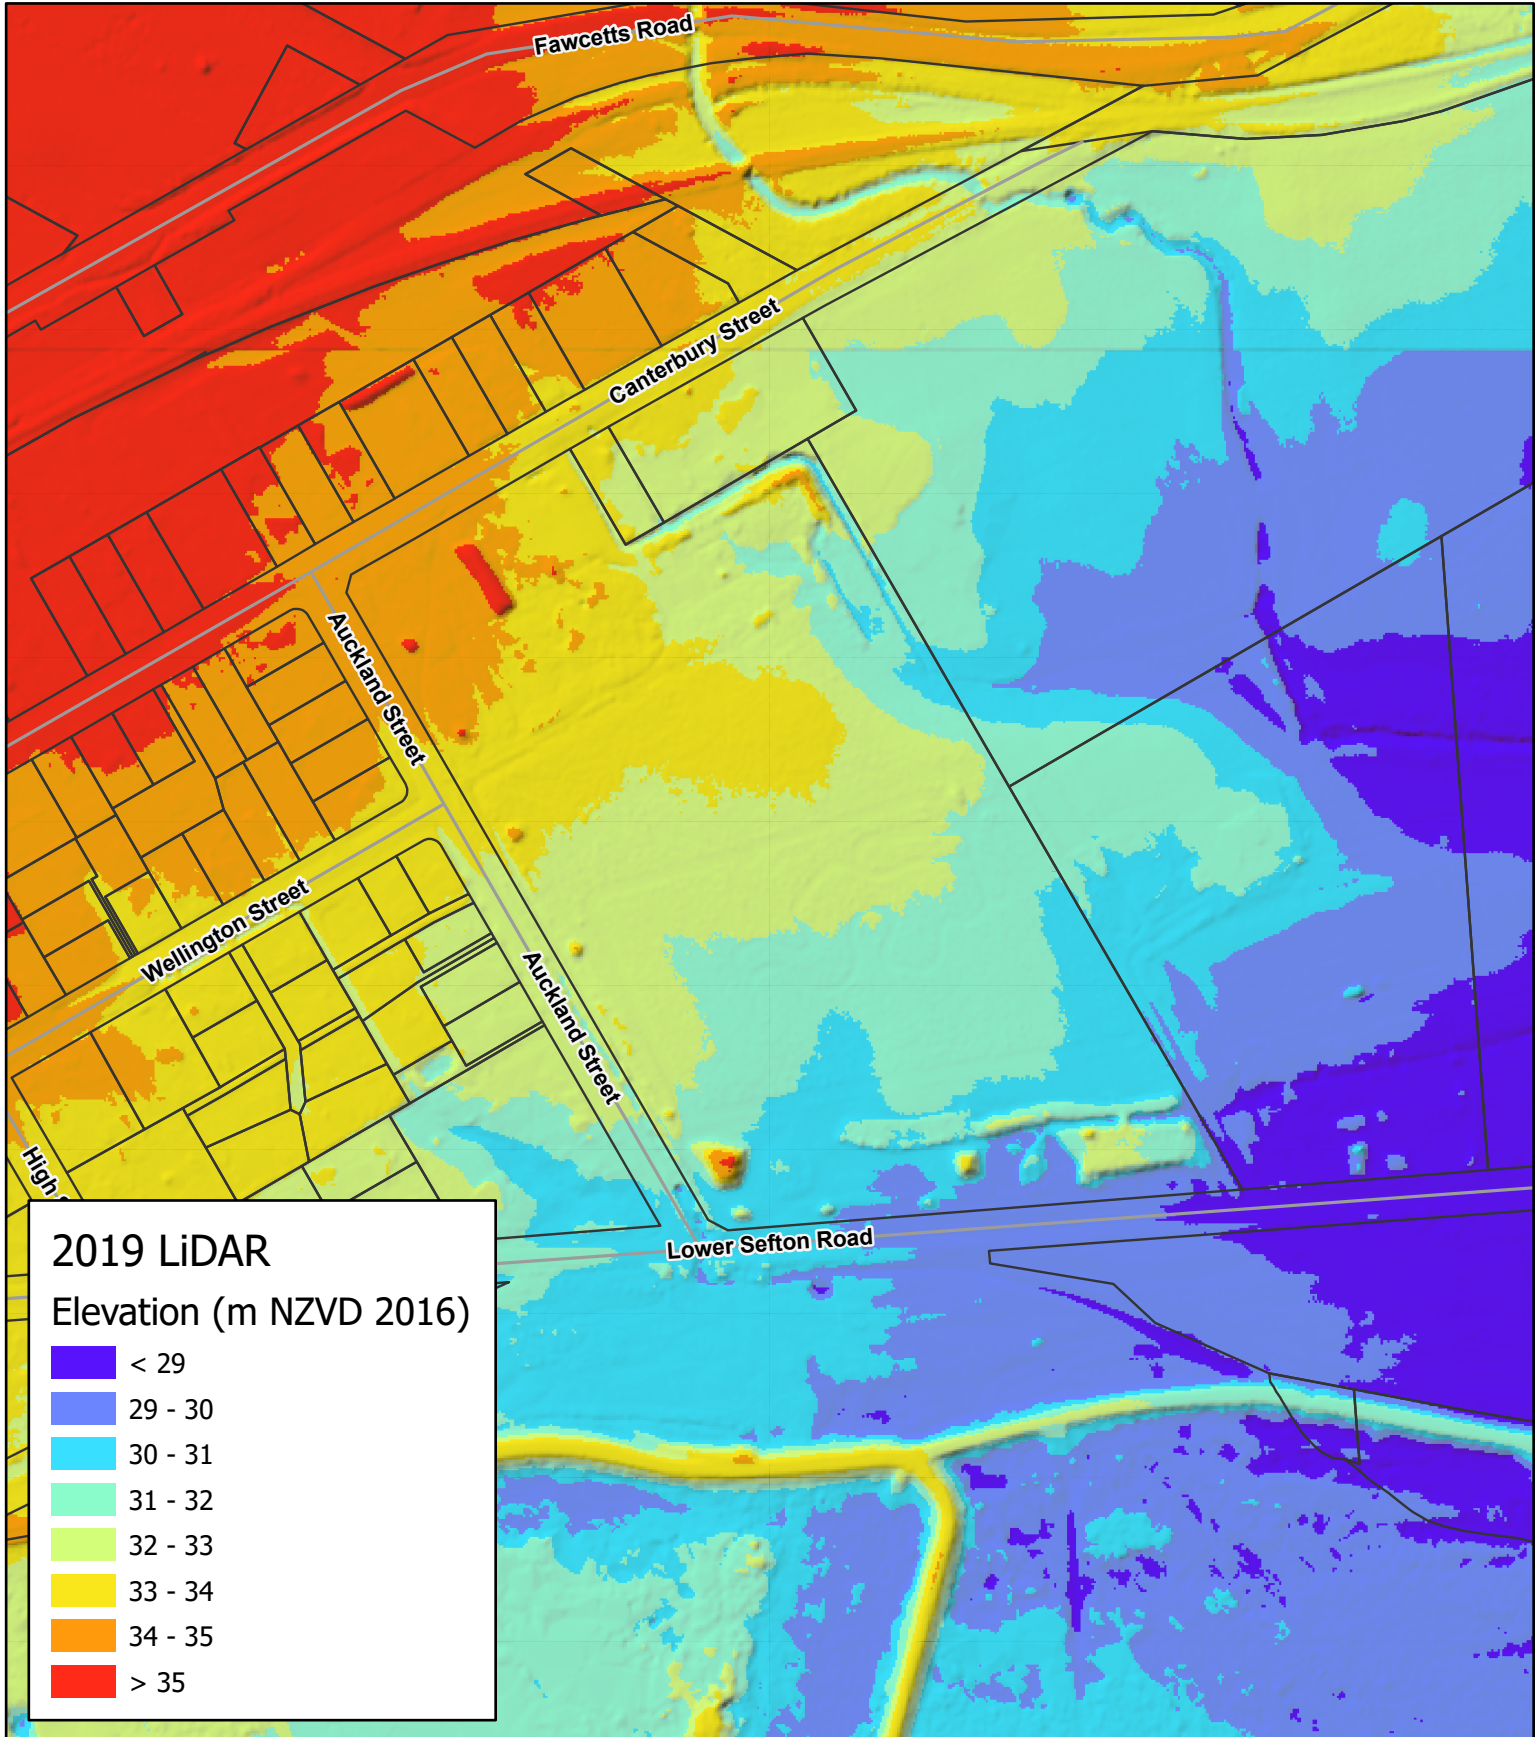 Fawcetts Road
Canterbury Street
Auckland Street
Wellington Street
Auckland Street
High
Lower Sefton Road
2019 LiDAR
Elevation (m NZVD 2016)
< 29
29 - 30
30 - 31
31 - 32
32 - 33
33 - 34
34 - 35
> 35